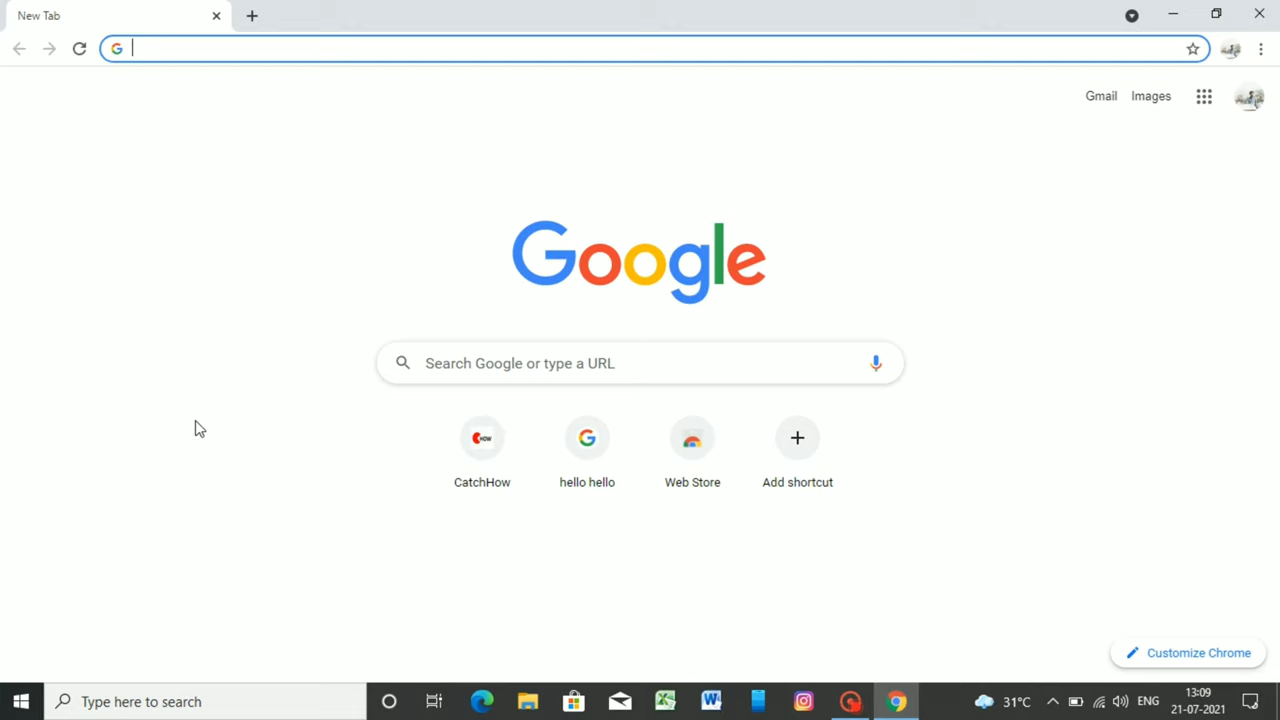 New Tab
Gmail Images
Google
Search Google or type a URL
HOW
CatchHow hello hello Web Store Add shortcut
Customize Chrome
Type here to search
31°C ENG 13:09
21-07-2021